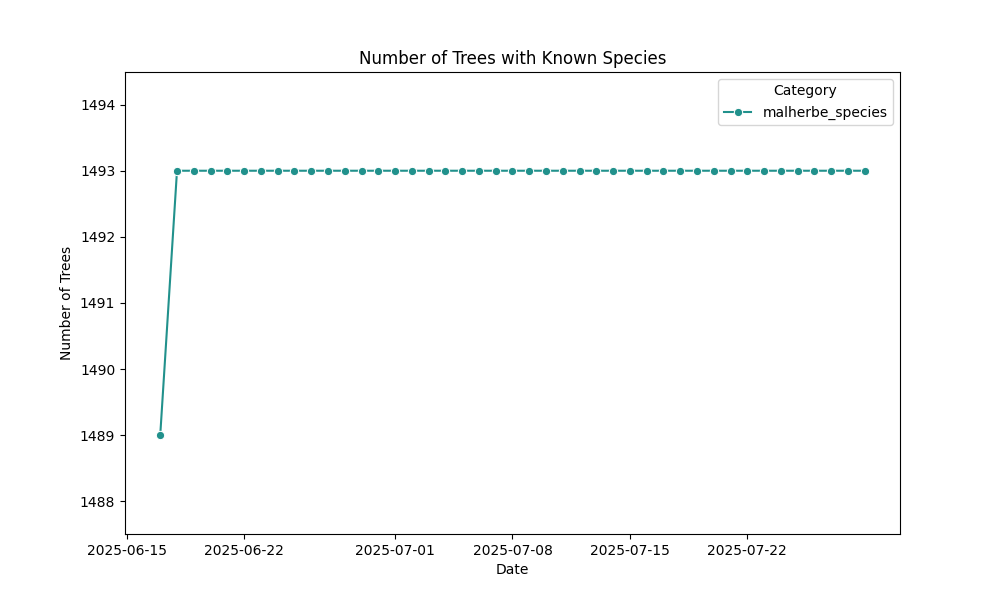 Number of Trees with Known Species
Category
malherbe_species
1494
1493
1492
1491
1490
1489
1488
Number of Trees
2025-06-15
2025-06-22
2025-07-01
2025-07-08
2025-07-15
2025-07-22
Date